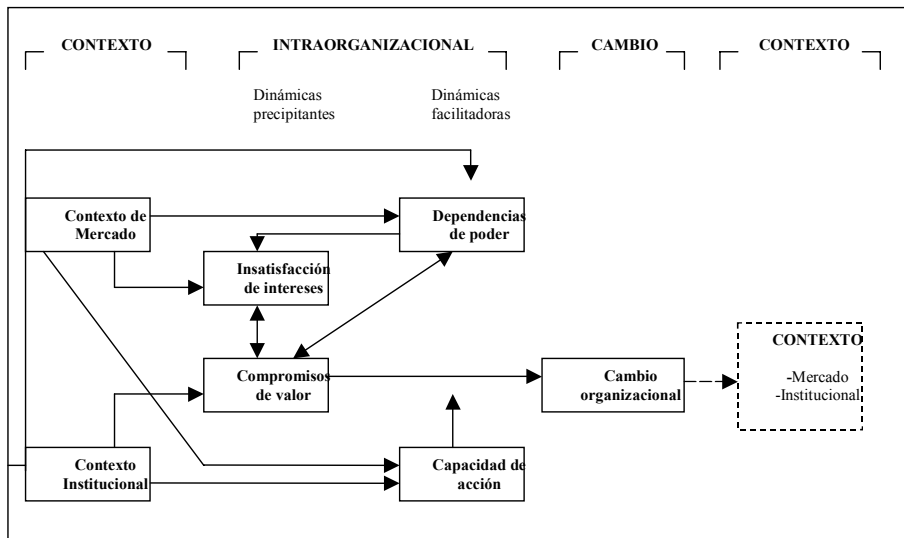 CONTEXTO
INTRAORGANIZACIONAL
CAMBIO
CONTEXTO
Dinámicas
precipitantes
Dinámicas
facilitadoras
Contexto de
Mercado
Dependencias
de poder
Insatisfacción
de intereses
Compromisos
de valor
Cambio
organizacional
CONTEXTO
-Mercado
-Institucional
Contexto
Institucional
Capacidad de
acción